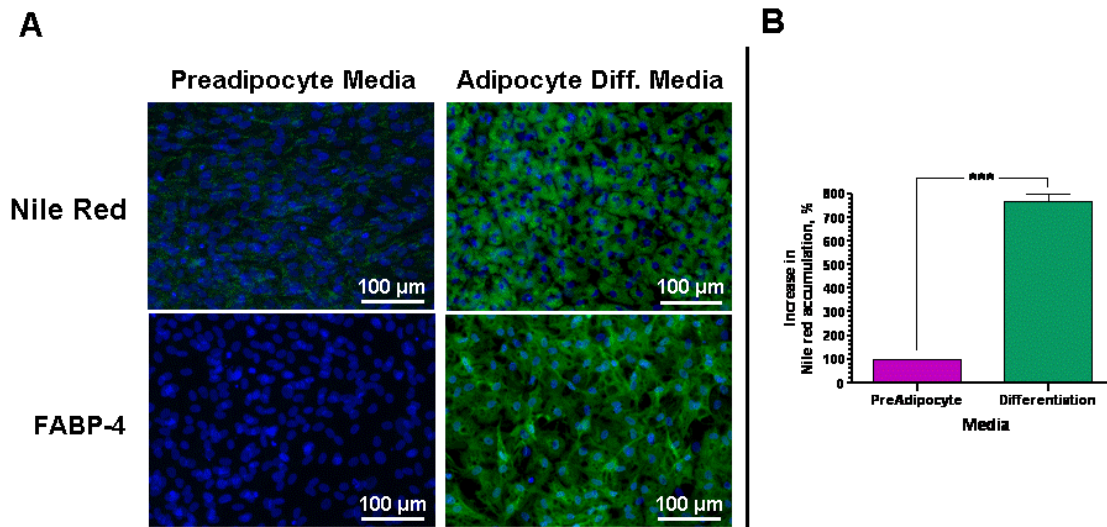 A
Preadipocyte Media
Adipocyte Diff. Media
Nile Red
100 µm
100 µm
FABP-4
100 µm
100 µm
B
Increase in
Nile red accumulation, %
800
700
600
500
400
300
200
100
0
***
PreAdipocyte
Differentiation
Media